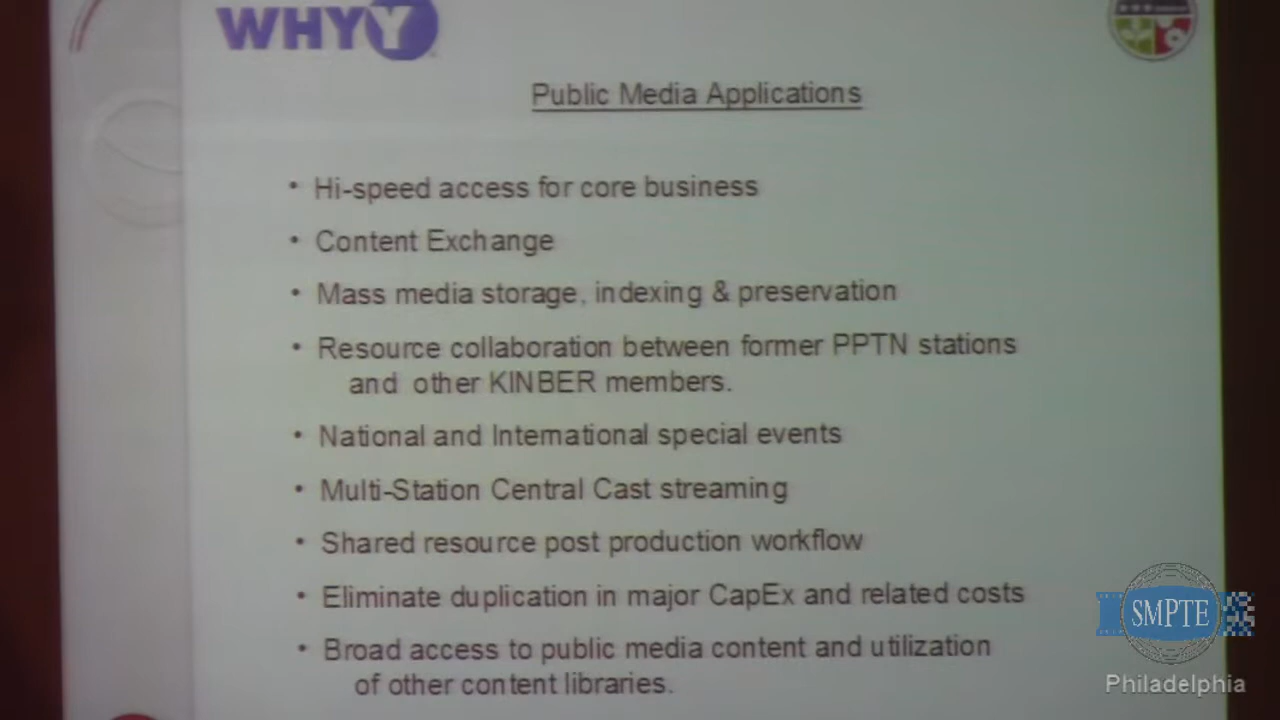 WHYY
Public Media Applications
• Hi-speed access for core business
• Content Exchange
• Mass media storage, indexing & preservation
• Resource collaboration between former PPTN stations
and other KINBER members.
• National and International special events
• Multi-Station Central Cast streaming
• Shared resource post production workflow
• Eliminate duplication in major CapEx and related costs
• Broad access to public media content and utilization
of other content libraries.
SMPTE
Philadelphia